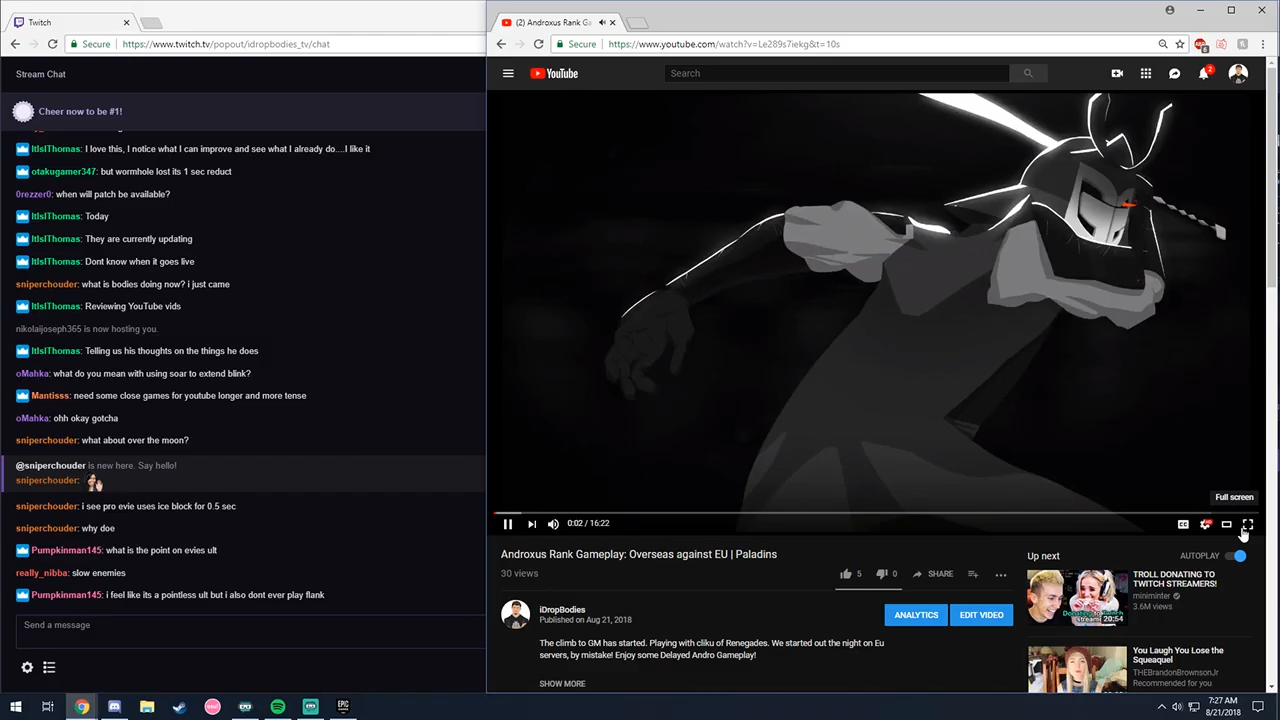 Twitch
(2) Androxus Rank Ga
Secure https://www.twitch.tv/popout/idropbodies_tv/chat
Secure https://www.youtube.com/watch?v=Le289s7iekg&t=10s
Stream Chat
YouTube
Search
2
Cheer now to be #1!
ItIsIThomas: I love this, I notice what I can improve and see what I already do....I like it
otakugamer347: but wormhole lost its 1 sec reduct
0rezzer0: when will patch be available?
ItIsIThomas: Today
ItIsIThomas: They are currently updating
ItIsIThomas: Dont know when it goes live
sniperchouder: what is bodies doing now? i just came
ItIsIThomas: Reviewing YouTube vids
nikolaijoseph365 is now hosting you.
ItIsIThomas: Telling us his thoughts on the things he does
oMahka: what do you mean with using soar to extend blink?
Mantisss: need some close games for youtube longer and more tense
oMahka: ohh okay gotcha
sniperchouder: what about over the moon?
@sniperchouder is new here. Say hello!
sniperchouder:
sniperchouder: i see pro evie uses ice block for 0.5 sec
sniperchouder: why doe
Pumpkinman145: what is the point on evies ult
really_nibba: slow enemies
Pumpkinman145: i feel like its a pointless ult but i also dont ever play flank
Send a message
Full screen
0:02 / 16:22
Androxus Rank Gameplay: Overseas against EU | Paladins
30 views
5
0
SHARE
iDropBodies
Published on Aug 21, 2018
ANALYTICS
EDIT VIDEO
The climb to GM has started. Playing with cliku of Renegades. We started out the night on Eu
servers, by mistake! Enjoy some Delayed Andro Gameplay!
SHOW MORE
Up next
AUTOPLAY
TROLL DONATING TO
TWITCH STREAMERS!
miniminter
3.6M views
20:54
You Laugh You Lose the
Squeaquel
THEBrandonBrownsonJr
Recommended for you
7:27 AM
8/21/2018